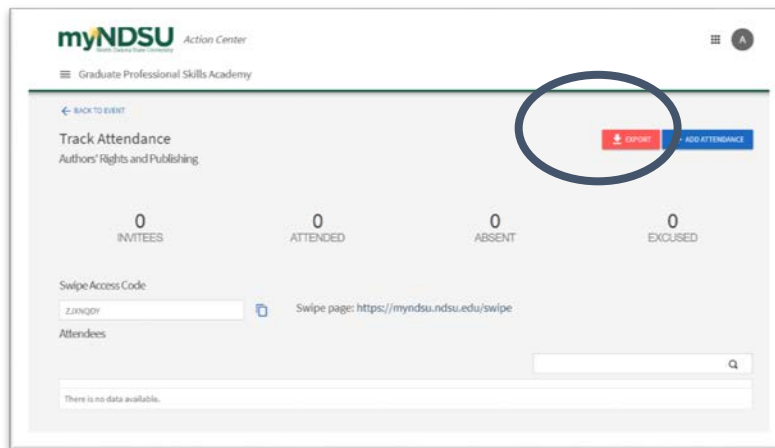 myNDSU Action Center
North Dakota State University
A
Graduate Professional Skills Academy
BACK TO EVENT
Track Attendance
EXPORT
ADD ATTENDANCE
Authors' Rights and Publishing
0 0 0 0
INVITEES ATTENDED ABSENT EXCUSED
Swipe Access Code
Swipe page: https://myndsu.ndsu.edu/swipe
Attendees
There is no data available.